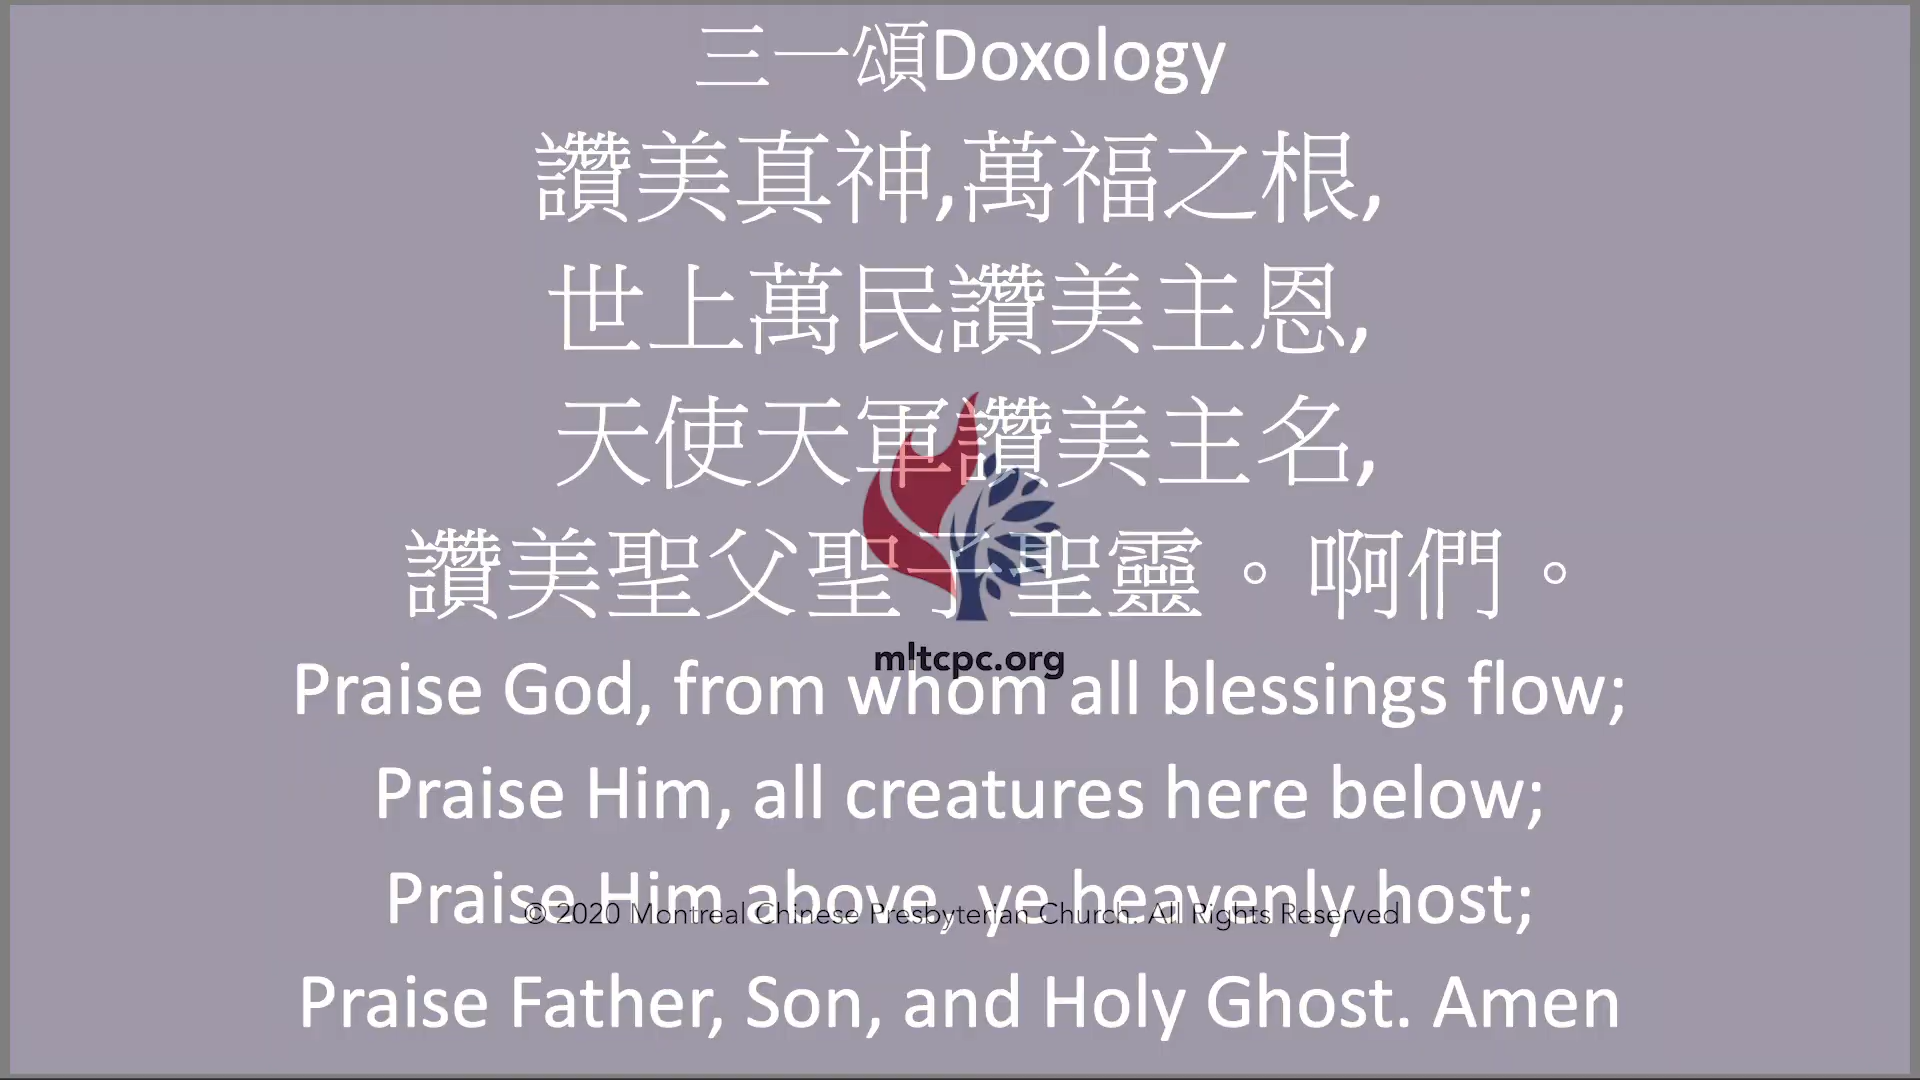 三一頌Doxology
讚美真神,萬福之根,
世上萬民讚美主恩,
天使天軍讚美主名,
讚美聖父聖子聖靈。啊們。
mltcpc.org
Praise God, from whom all blessings flow;
Praise Him, all creatures here below;
Praise Him above, ye heavenly host;
© 2020 Montreal Chinese Presbyterian Church. All Rights Reserved
Praise Father, Son, and Holy Ghost. Amen